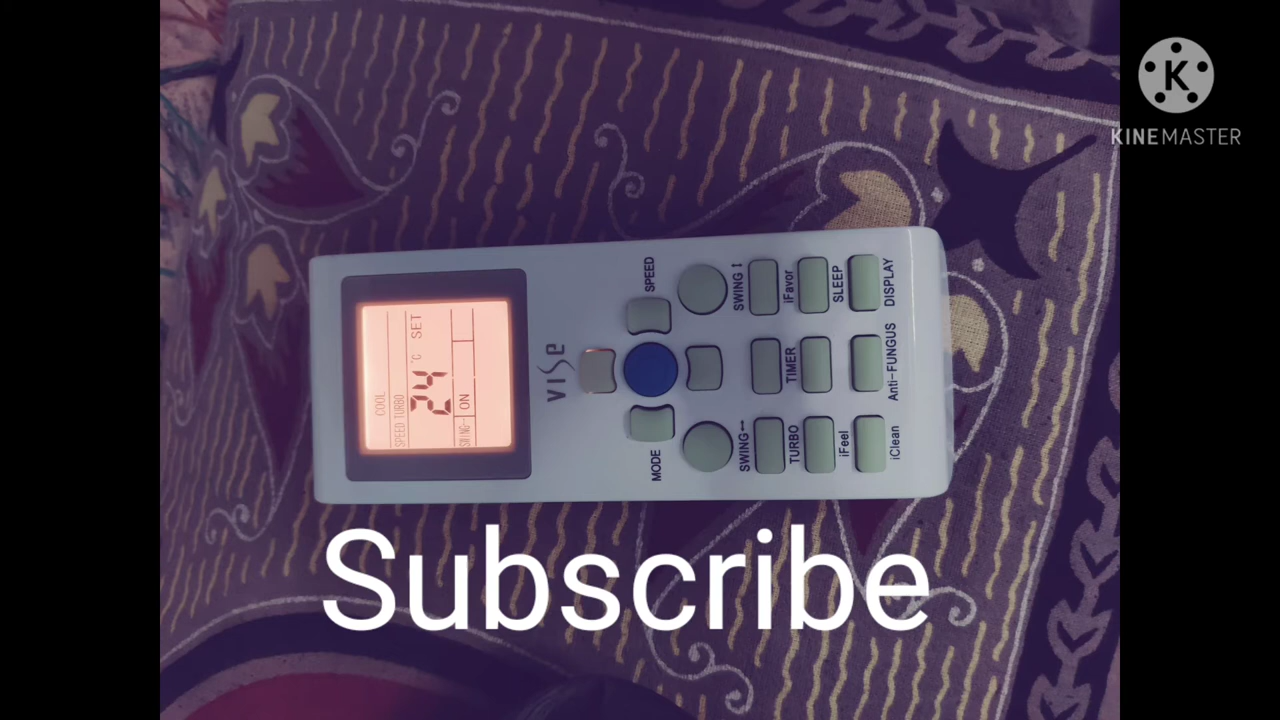 KINEMASTER
COOL
SPEED TURBO
24 °C SET
SWING ON
vise
SPEED
MODE
SWING
SWING
iFavor
TIMER
TURBO
SLEEP
iFeel
DISPLAY
Anti-FUNGUS
iClean
Subscribe